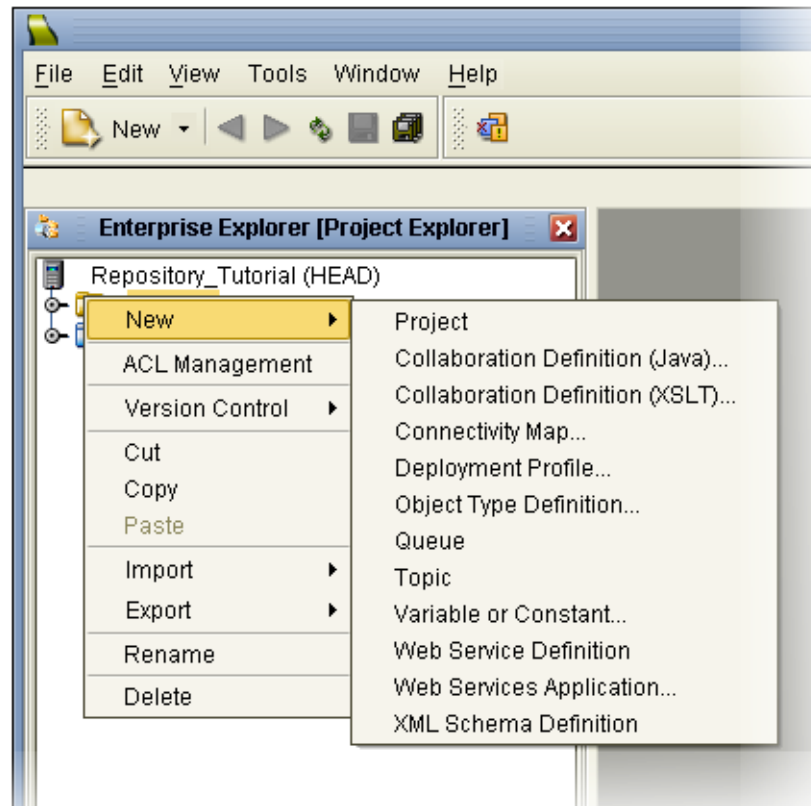 File Edit View Tools Window Help
New
Enterprise Explorer [Project Explorer]
Repository_Tutorial (HEAD)
New
ACL Management
Version Control
Cut
Copy
Paste
Import
Export
Rename
Delete
Project
Collaboration Definition (Java)...
Collaboration Definition (XSLT)...
Connectivity Map...
Deployment Profile...
Object Type Definition...
Queue
Topic
Variable or Constant...
Web Service Definition
Web Services Application...
XML Schema Definition